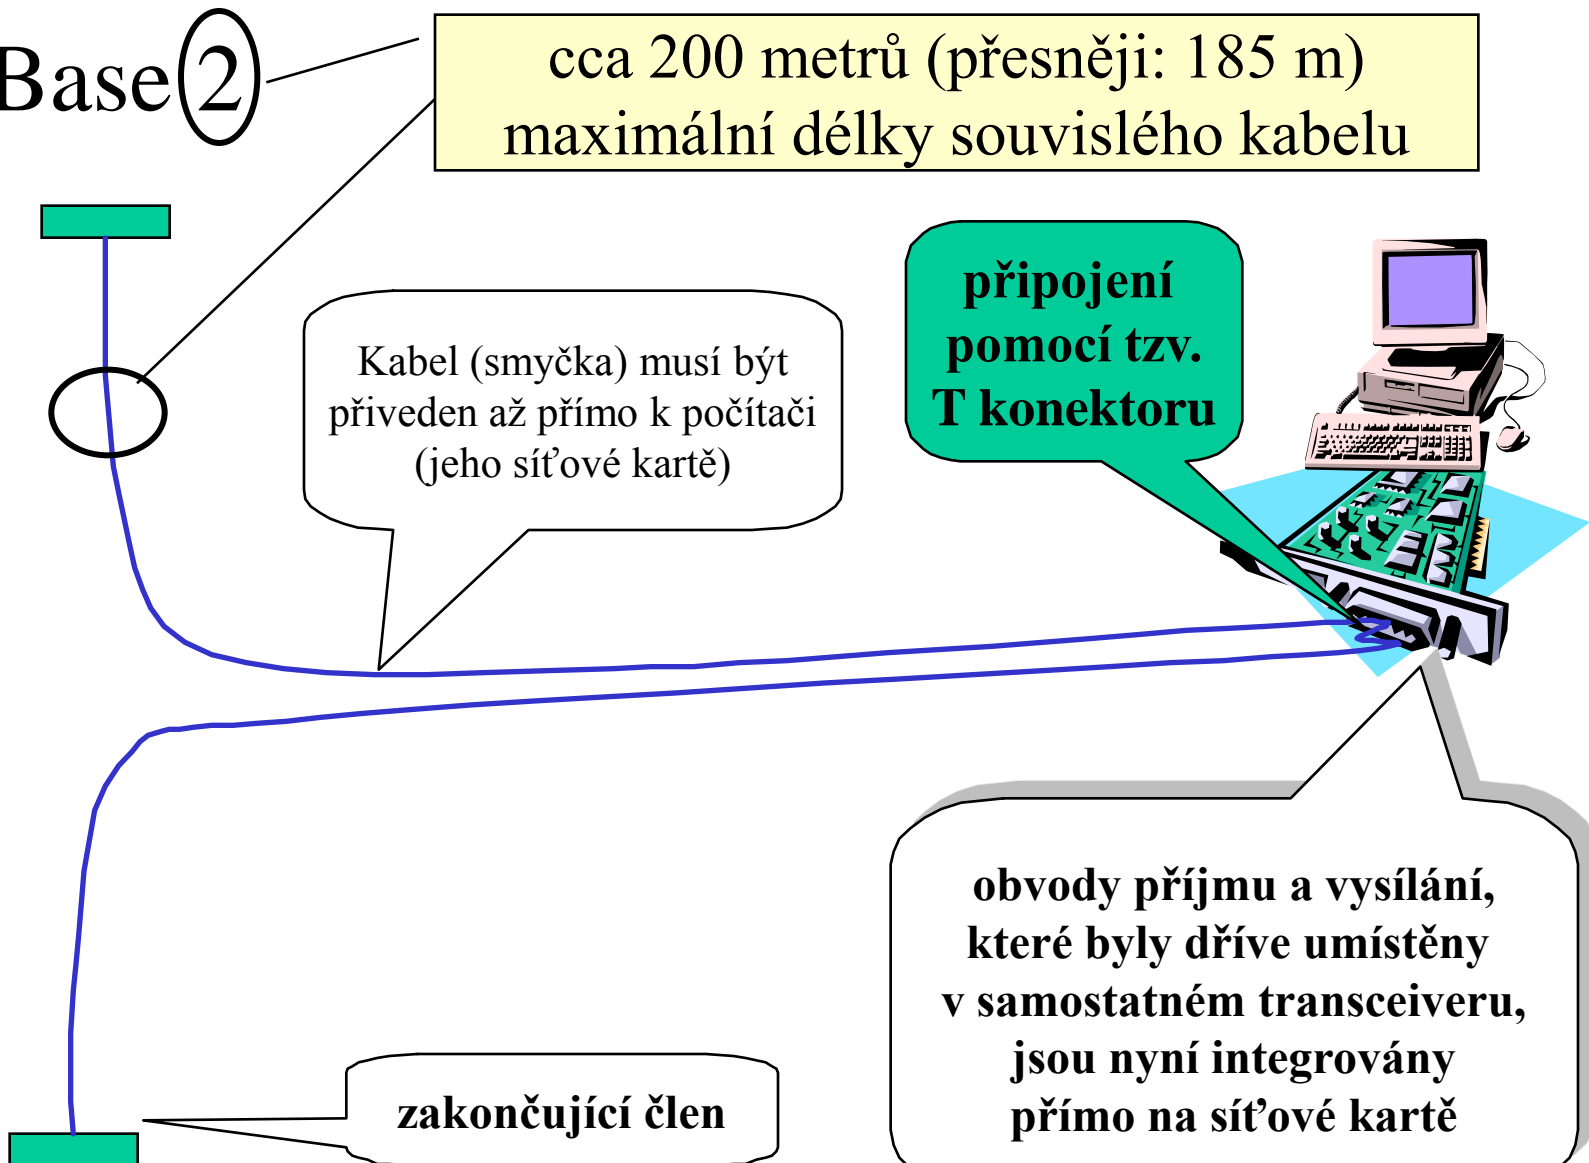 Base 2
cca 200 metrů (přesněji: 185 m)
maximální délky souvislého kabelu
připojení
pomocí tzv.
T konektoru
Kabel (smyčka) musí být
přiveden až přímo k počítači
(jeho síťové kartě)
obvody příjmu a vysílání,
které byly dříve umístěny
v samostatném transceiveru,
jsou nyní integrovány
přímo na síťové kartě
zakončující člen